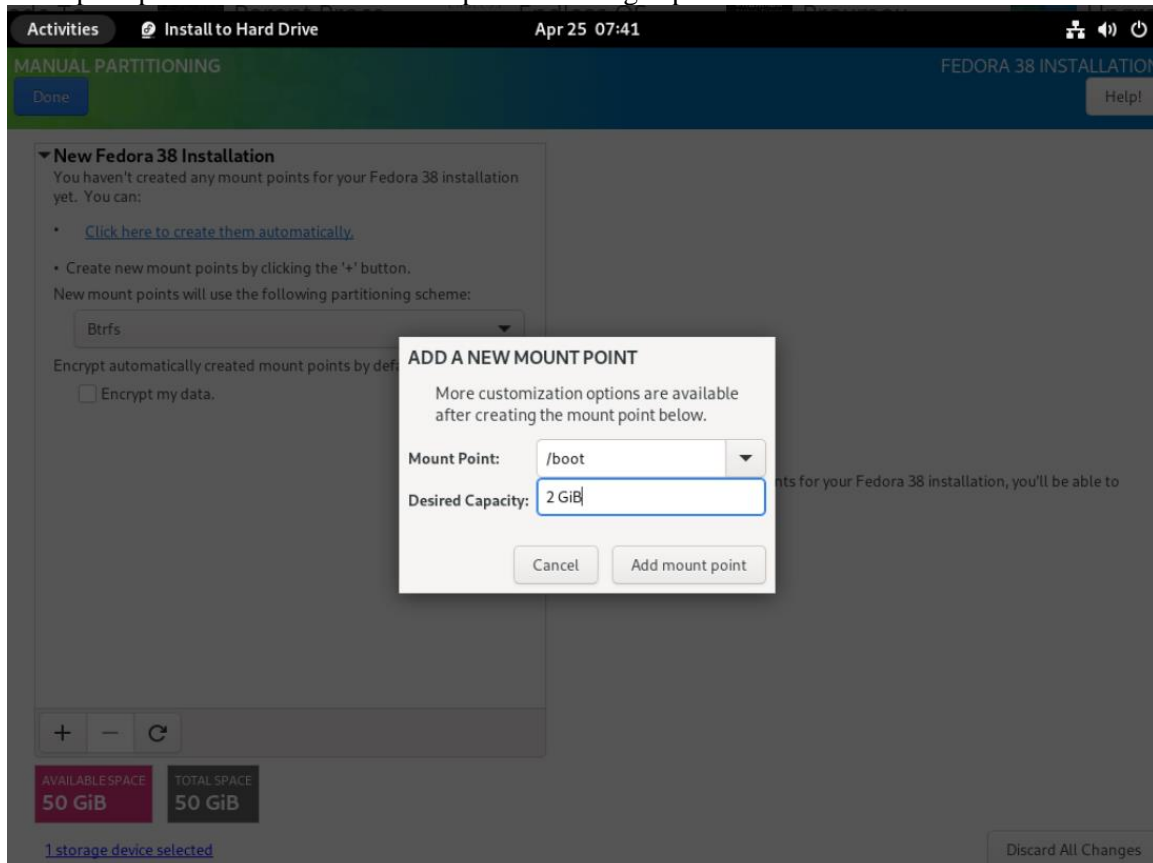 Activities Install to Hard Drive Apr 25 07:41
MANUAL PARTITIONING FEDORA 38 INSTALLATION
Done Help!
New Fedora 38 Installation
You haven't created any mount points for your Fedora 38 installation
yet. You can:
• Click here to create them automatically.
• Create new mount points by clicking the '+' button.
New mount points will use the following partitioning scheme:
Btrfs
Encrypt automatically created mount points by
Encrypt my data.
ADD A NEW MOUNT POINT
More customization options are available
after creating the mount point below.
Mount Point: /boot
Desired Capacity: 2 GiB
for your Fedora 38 installation, you'll be able to
Cancel Add mount point
+ −
AVAILABLE SPACE TOTAL SPACE
50 GiB 50 GiB
1 storage device selected Discard All Changes